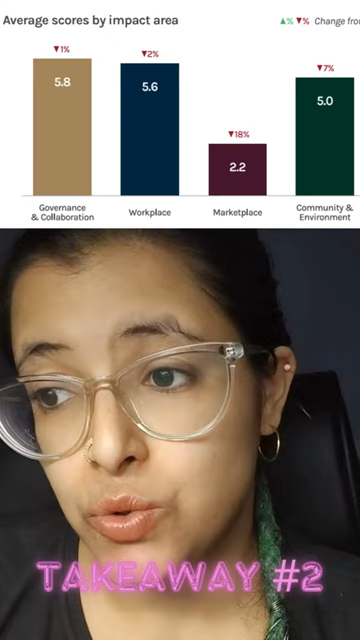 Average scores by impact area
▲% ▼% Change fro
▼1%
▼2%
▼18%
▼7%
5.8
5.6
2.2
5.0
Governance
& Collaboration
Workplace
Marketplace
Community &
Environment
TAKEAWAY #2